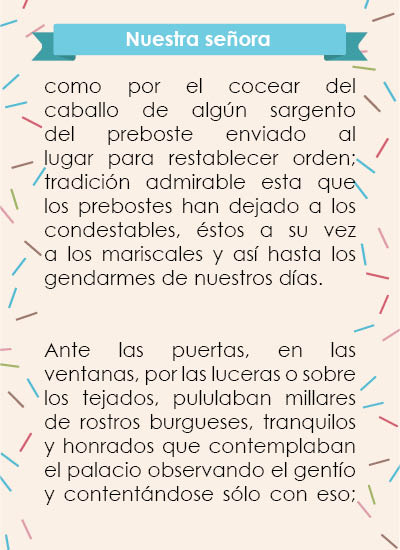 Nuestra señora
como por el cocear del
caballo de algún sargento
del preboste enviado al
lugar para restablecer orden;
tradición admirable esta que
los prebostes han dejado a los
condestables, éstos a su vez
a los mariscales y así hasta los
gendarmes de nuestros días.
Ante las puertas, en las
ventanas, por las luceras o sobre
los tejados, pululaban millares
de rostros burgueses, tranquilos
y honrados que contemplaban
el palacio observando el gentío
y contentándose sólo con eso;